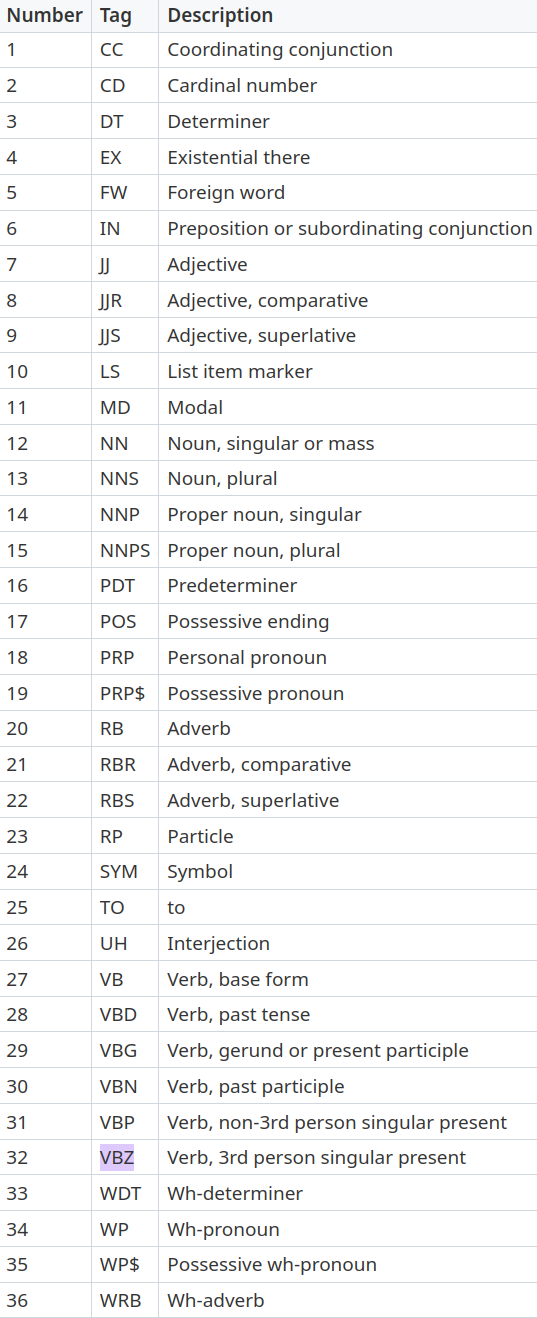 Number Tag Description
1 CC Coordinating conjunction
2 CD Cardinal number
3 DT Determiner
4 EX Existential there
5 FW Foreign word
6 IN Preposition or subordinating conjunction
7 JJ Adjective
8 JJR Adjective, comparative
9 JJS Adjective, superlative
10 LS List item marker
11 MD Modal
12 NN Noun, singular or mass
13 NNS Noun, plural
14 NNP Proper noun, singular
15 NNPS Proper noun, plural
16 PDT Predeterminer
17 POS Possessive ending
18 PRP Personal pronoun
19 PRP$ Possessive pronoun
20 RB Adverb
21 RBR Adverb, comparative
22 RBS Adverb, superlative
23 RP Particle
24 SYM Symbol
25 TO to
26 UH Interjection
27 VB Verb, base form
28 VBD Verb, past tense
29 VBG Verb, gerund or present participle
30 VBN Verb, past participle
31 VBP Verb, non-3rd person singular present
32 VBZ Verb, 3rd person singular present
33 WDT Wh-determiner
34 WP Wh-pronoun
35 WP$ Possessive wh-pronoun
36 WRB Wh-adverb